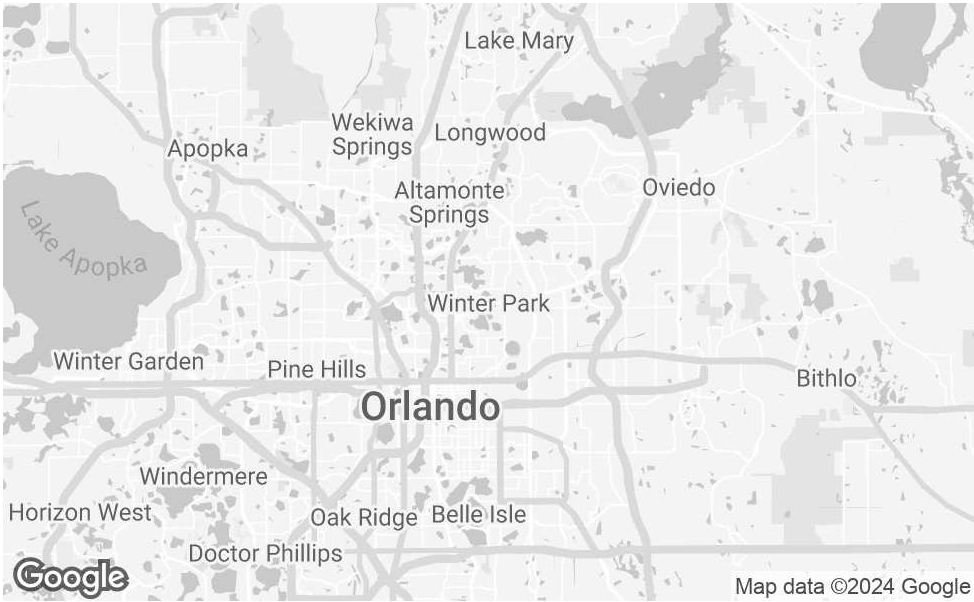 Lake Mary
Wekiwa
Springs
Longwood
Apopka
Altamonte
Springs
Oviedo
Lake Apopka
Winter Park
Winter Garden
Pine Hills
Bithlo
Orlando
Windermere
Horizon West
Oak Ridge
Belle Isle
Doctor Phillips
Google
Map data ©2024 Google